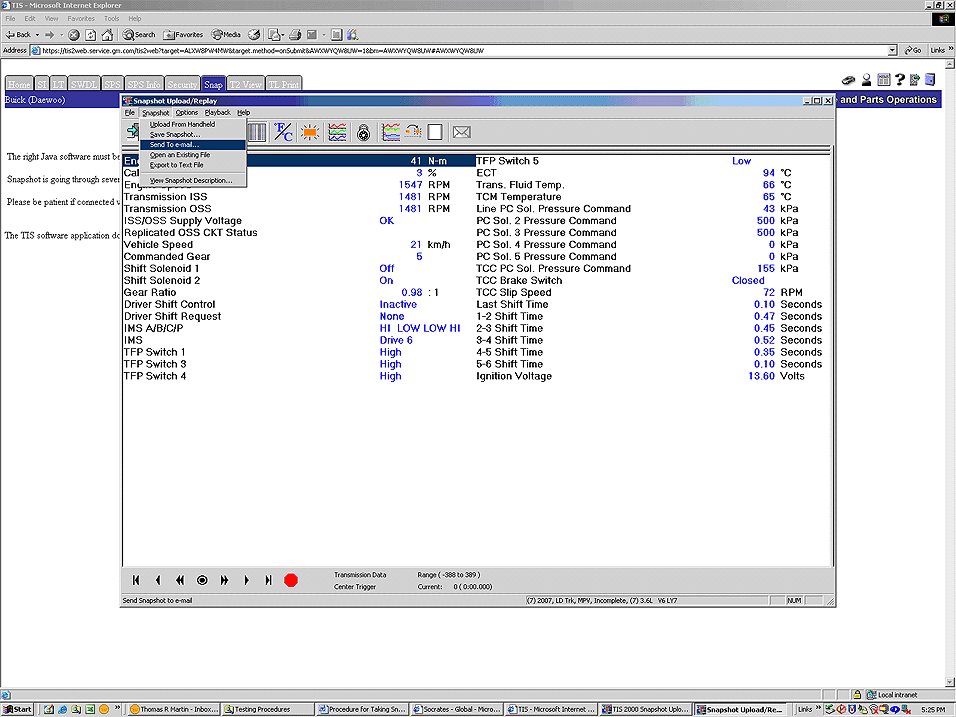 TIS - Microsoft Internet Explorer
File Edit View Favorites Tools Help
Back Search Favorites Media
Address https://tis2web.service.gm.com/tis2web?target=ALXW8PW4MW&target.method=onSubmit&AWXWYQW8UW=1&bm=AWXWYQW8UW#AWXWYQW8UW Go Links »
Home SI LT SWDL SPS SPS Info Security Snap T2 View TL Print
Buick (Daewoo) and Parts Operations
Snapshot Upload/Replay
File Snapshot Options Playback Help
Upload From Handheld
Save Snapshot...
Send To e-mail...
Open an Existing File
Export to Text File
View Snapshot Description...
The right Java software must be
Snapshot is going through seve
Please be patient if connected v
The TIS software application do
41 N-m TFP Switch 5 Low
3 % ECT 94 °C
1547 RPM Trans. Fluid Temp. 66 °C
Transmission ISS 1481 RPM TCM Temperature 65 °C
Transmission OSS 1481 RPM Line PC Sol. Pressure Command 43 kPa
ISS/OSS Supply Voltage OK PC Sol. 2 Pressure Command 500 kPa
Replicated OSS CKT Status PC Sol. 3 Pressure Command 500 kPa
Vehicle Speed 21 km/h PC Sol. 4 Pressure Command 0 kPa
Commanded Gear 5 PC Sol. 5 Pressure Command 0 kPa
Shift Solenoid 1 Off TCC PC Sol. Pressure Command 155 kPa
Shift Solenoid 2 On TCC Brake Switch Closed
Gear Ratio 0.98 : 1 TCC Slip Speed 72 RPM
Driver Shift Control Inactive Last Shift Time 0.10 Seconds
Driver Shift Request None 1-2 Shift Time 0.47 Seconds
IMS A/B/C/P HI LOW LOW HI 2-3 Shift Time 0.45 Seconds
IMS Drive 6 3-4 Shift Time 0.52 Seconds
TFP Switch 1 High 4-5 Shift Time 0.35 Seconds
TFP Switch 3 High 5-6 Shift Time 0.10 Seconds
TFP Switch 4 High Ignition Voltage 13.60 Volts
Transmission Data Range ( -388 to 389 )
Center Trigger Current: 0 ( 0:00.000)
Send Snapshot to e-mail (7) 2007, LD Trk, MPV, Incomplete, (7) 3.6L V6 LY7 NUM
Local intranet
Start » Thomas R Martin - Inbox... Testing Procedures Procedure for Taking Sn... Socrates - Global - Micro... TIS - Microsoft Internet ... TIS 2000 Snapshot Uplo... Snapshot Upload/Re... Links » 5:25 PM